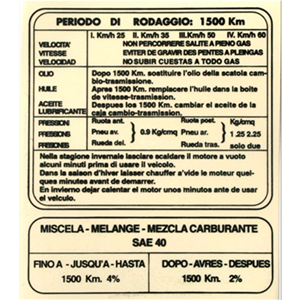 PERIODO DI RODAGGIO: 1500 Km
I. Km/h 25 II. Km/h 35 III.Km/h 50 IV. Km/h 60
VELOCITA' NON PERCORRERE SALITE A PIENO GAS
VITESSE EVITER DE GRAVIR DES PENTES A PLEINGAS
VELOCIDAD NO SUBIR CUESTAS A TODO GAS
OLIO Dopo 1500 Km. sostituire l'olio della scatola cambio-trasmissione.
HUILE Apres 1500 Km. remplacer l'huile dans la boite de vitesse-trasmission.
ACEITE LUBRIFICANTE Despues los 1500 Km. cambiar el aceite de la caja cambio-trasmission.
PRESSIONI Ruota ant. Kg/cmq Ruota post. Kg/cmq
PRESSIONS Pneu av. 0.9 Kg/cmq Pneu ar. 1 25 2.25
PRESIONES Rueda del. Rueda tras. solo due
Nella stagione invernale lasciare scaldare il motore a vuoto
alcuni minuti prima di usare il veicolo.
Dans la saison d'hiver laisser chauffer a vide le moteur quel-
ques minutes avant de demarrer.
En invierno dejar calentar el motor unos minutos ante de usar
el veiculo.
MISCELA - MELANGE - MEZCLA CARBURANTE
SAE 40
FINO A - JUSQU'A - HASTA DOPO - AVRES - DESPUES
1500 Km. 4% 1500 Km. 2%